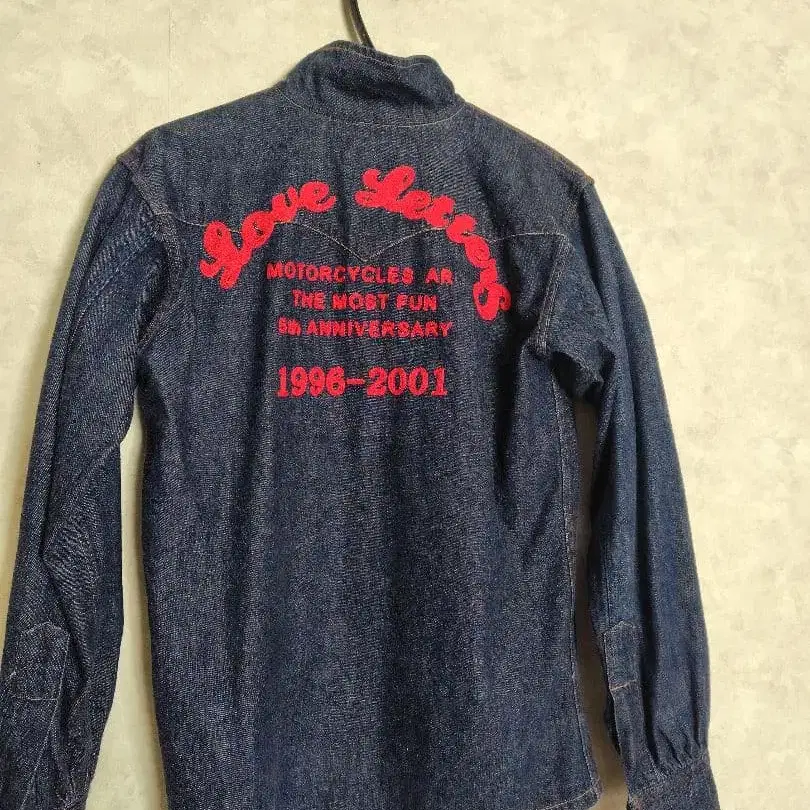 Love Letters
MOTORCYCLES AR
THE MOST FUN
5th ANNIVERSARY
1996-2001